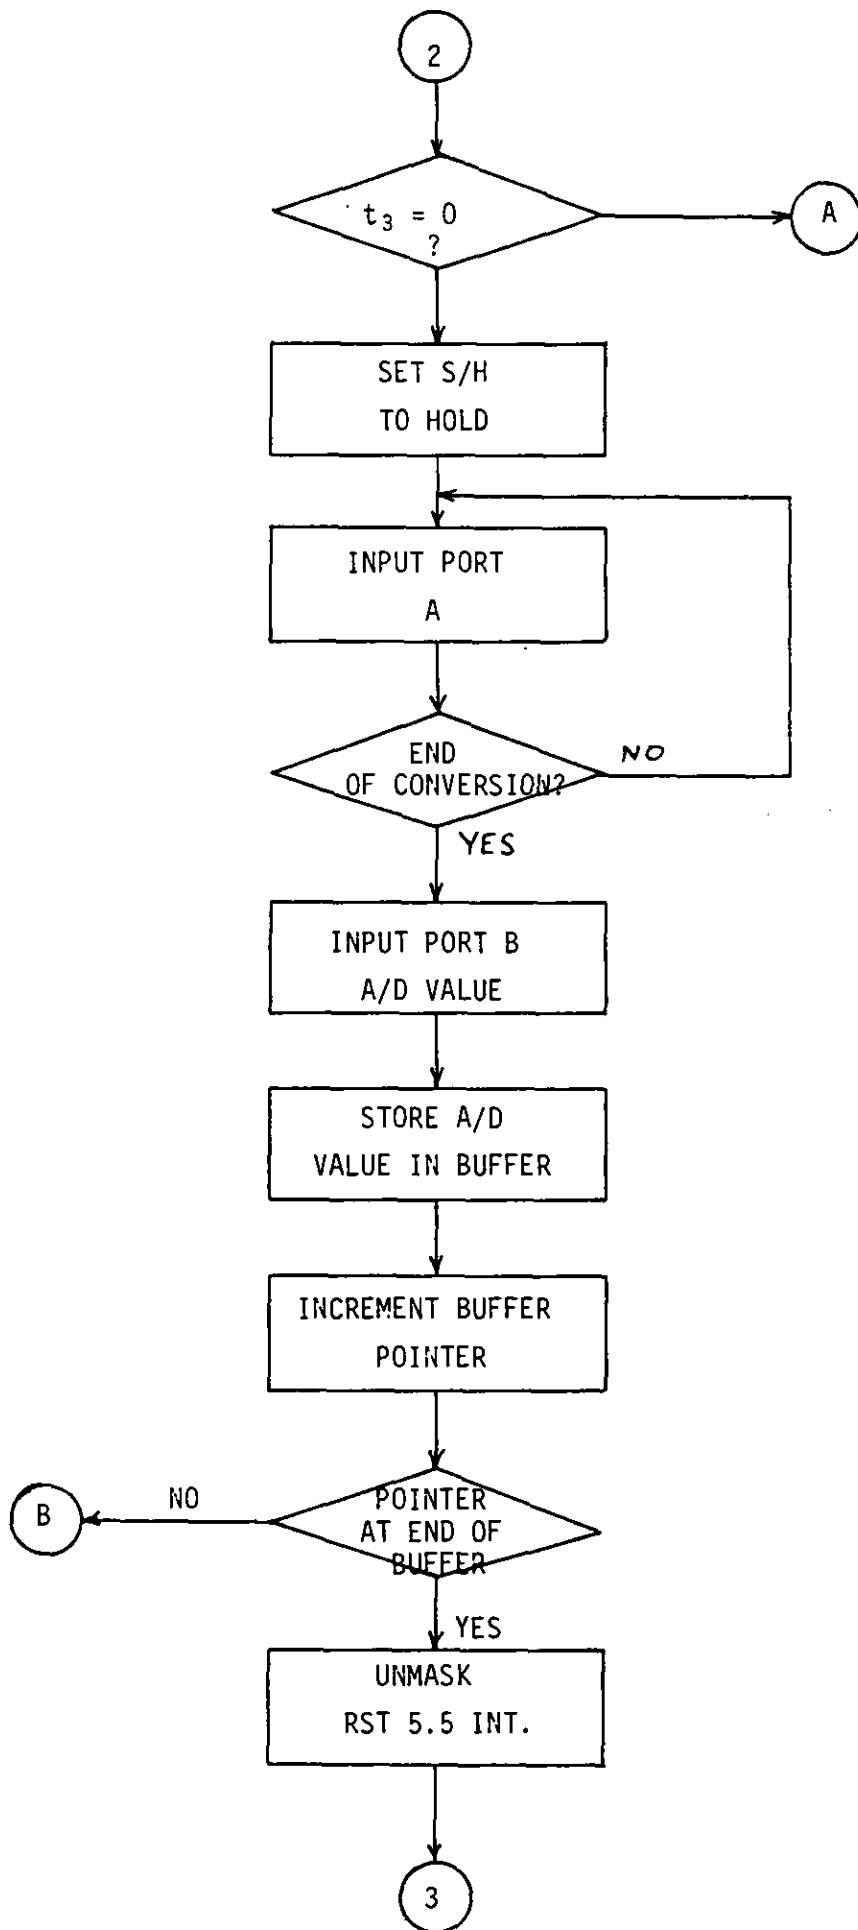 2
t₃ = 0
?
A
SET S/H
TO HOLD
INPUT PORT
A
END
OF CONVERSION?
NO
YES
INPUT PORT B
A/D VALUE
STORE A/D
VALUE IN BUFFER
INCREMENT BUFFER
POINTER
POINTER
AT END OF
BUFFER
NO
B
YES
UNMASK
RST 5.5 INT.
3